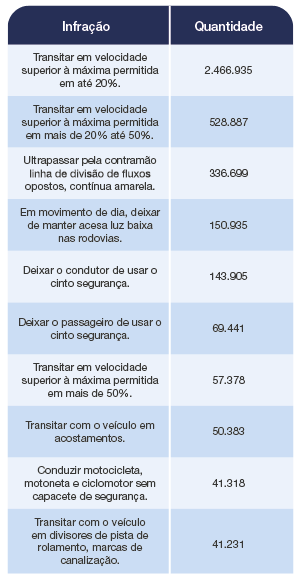 Infração Quantidade
Transitar em velocidade
superior à máxima permitida
em até 20%.
2.466.935
Transitar em velocidade
superior à máxima permitida
em mais de 20% até 50%.
528.887
Ultrapassar pela contramão
linha de divisão de fluxos
opostos, contínua amarela.
336.699
Em movimento de dia, deixar
de manter acesa luz baixa
nas rodovias.
150.935
Deixar o condutor de usar o
cinto segurança.
143.905
Deixar o passageiro de usar o
cinto segurança.
69.441
Transitar em velocidade
superior à máxima permitida
em mais de 50%.
57.378
Transitar com o veículo em
acostamentos.
50.383
Conduzir motocicleta,
motoneta e ciclomotor sem
capacete de segurança.
41.318
Transitar com o veículo
em divisores de pista de
rolamento, marcas de
canalização.
41.231